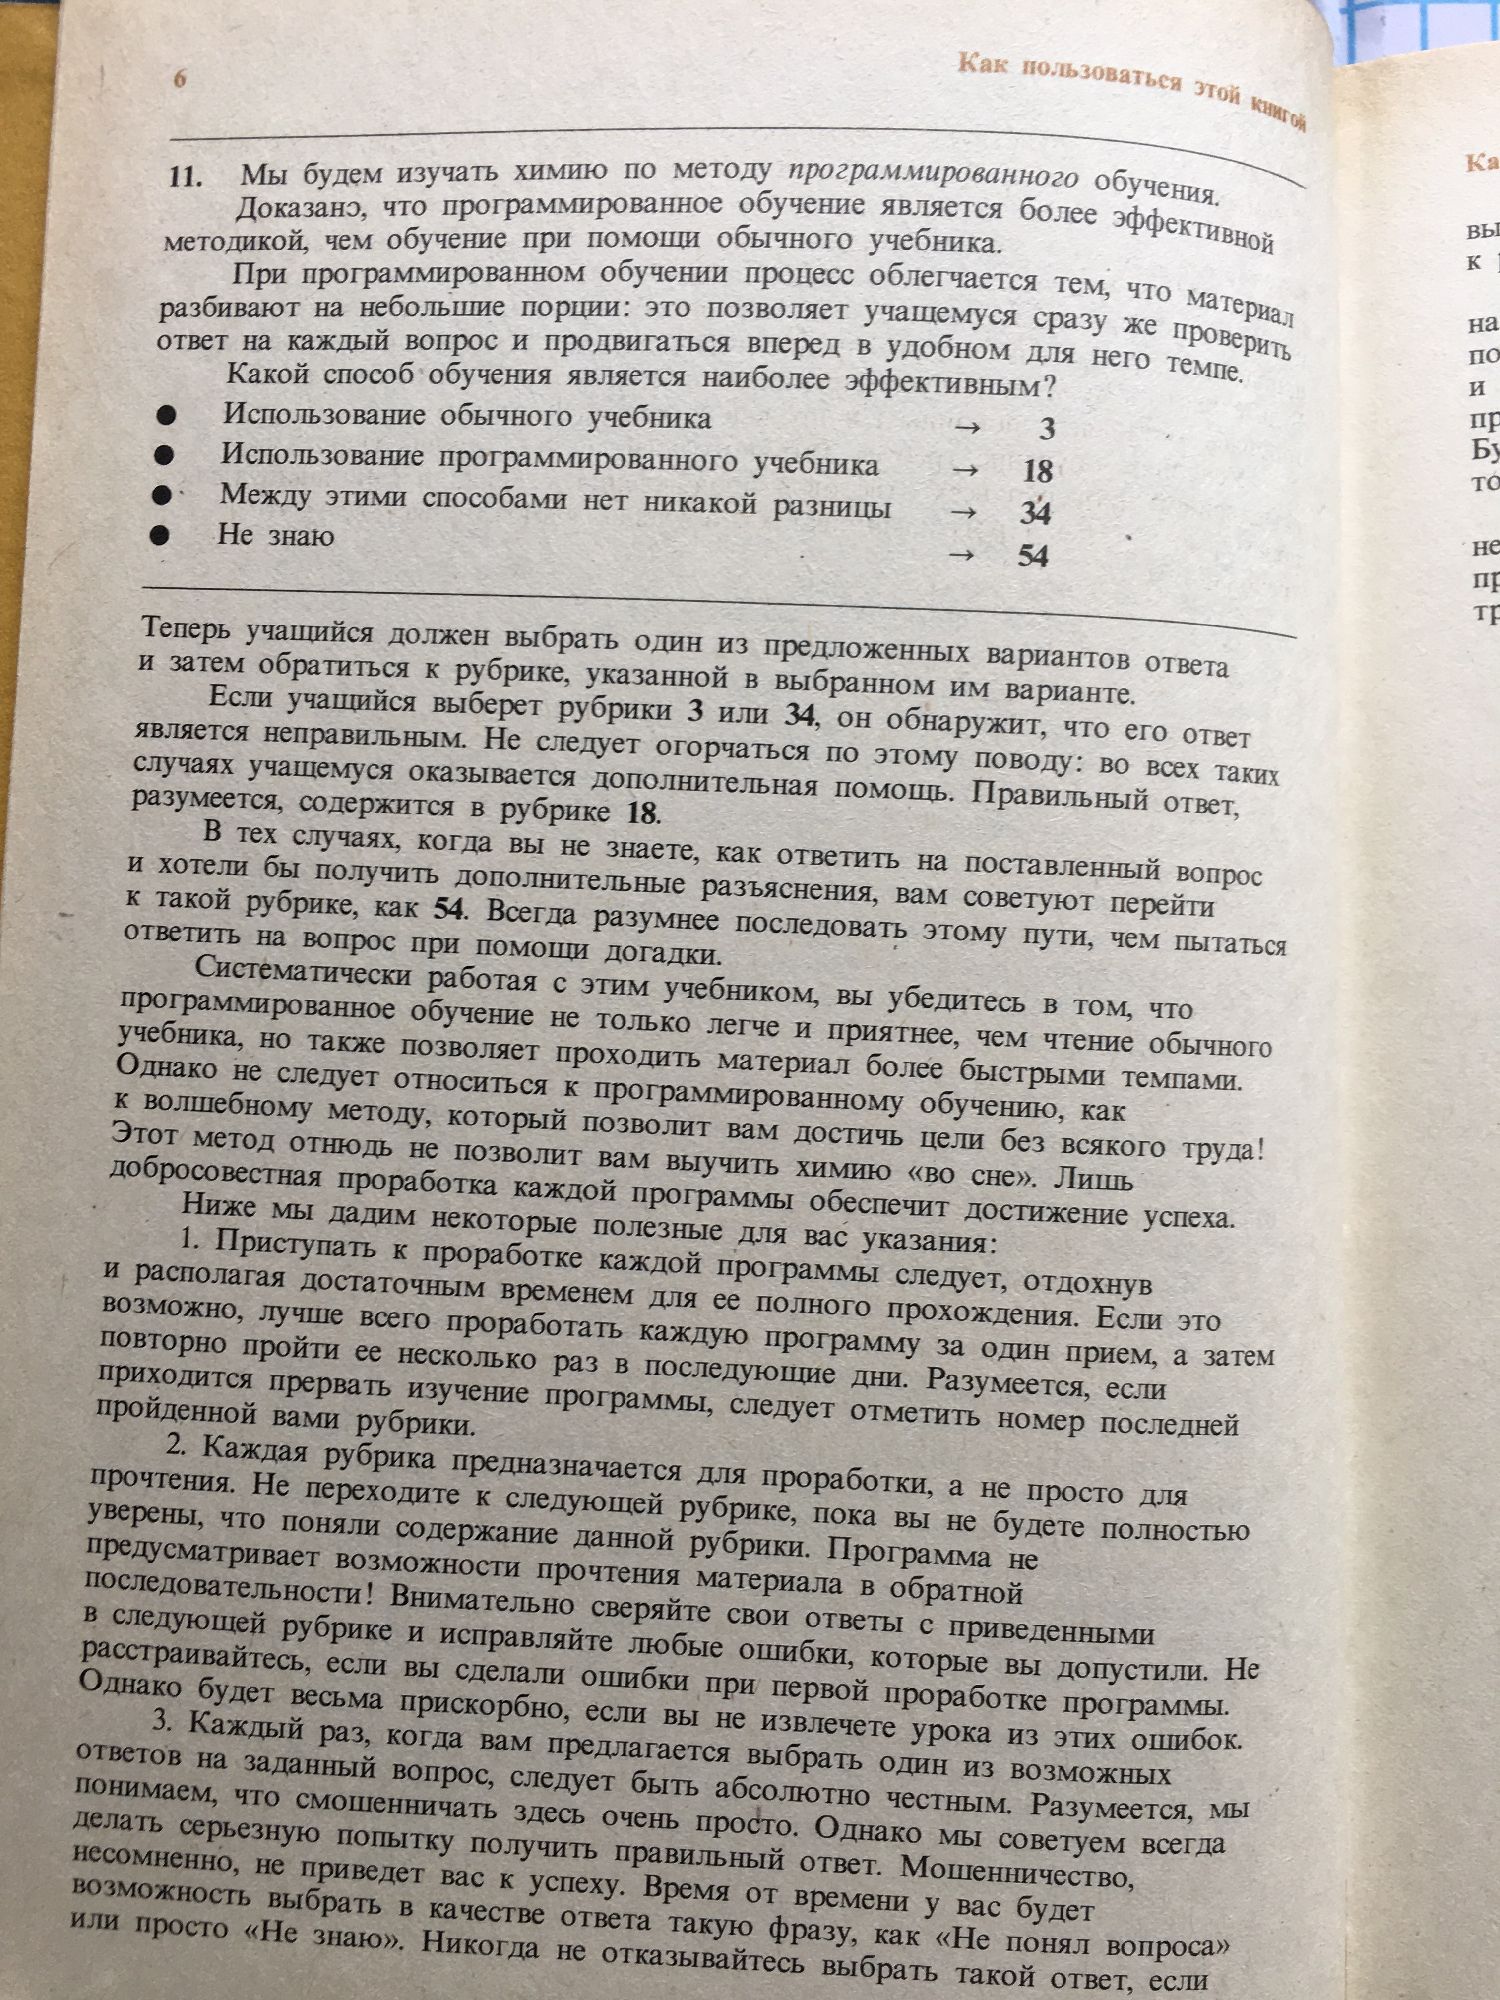 6
Как пользоваться этой книгой
11. Мы будем изучать химию по методу программированного обучения.
Доказано, что программированное обучение является более эффективной
методикой, чем обучение при помощи обычного учебника.
При программированном обучении процесс облегчается тем, что материал
разбивают на небольшие порции: это позволяет учащемуся сразу же проверить
ответ на каждый вопрос и продвигаться вперед в удобном для него темпе.
Какой способ обучения является наиболее эффективным?
● Использование обычного учебника → 3
● Использование программированного учебника → 18
● Между этими способами нет никакой разницы → 34
● Не знаю → 54
Теперь учащийся должен выбрать один из предложенных вариантов ответа
и затем обратиться к рубрике, указанной в выбранном им варианте.
Если учащийся выберет рубрики 3 или 34, он обнаружит, что его ответ
является неправильным. Не следует огорчаться по этому поводу: во всех таких
случаях учащемуся оказывается дополнительная помощь. Правильный ответ,
разумеется, содержится в рубрике 18.
В тех случаях, когда вы не знаете, как ответить на поставленный вопрос
и хотели бы получить дополнительные разъяснения, вам советуют перейти
к такой рубрике, как 54. Всегда разумнее последовать этому пути, чем пытаться
ответить на вопрос при помощи догадки.
Систематически работая с этим учебником, вы убедитесь в том, что
программированное обучение не только легче и приятнее, чем чтение обычного
учебника, но также позволяет проходить материал более быстрыми темпами.
Однако не следует относиться к программированному обучению, как
к волшебному методу, который позволит вам достичь цели без всякого труда!
Этот метод отнюдь не позволит вам выучить химию «во сне». Лишь
добросовестная проработка каждой программы обеспечит достижение успеха.
Ниже мы дадим некоторые полезные для вас указания:
1. Приступать к проработке каждой программы следует, отдохнув
и располагая достаточным временем для ее полного прохождения. Если это
возможно, лучше всего проработать каждую программу за один прием, а затем
повторно пройти ее несколько раз в последующие дни. Разумеется, если
приходится прервать изучение программы, следует отметить номер последней
пройденной вами рубрики.
2. Каждая рубрика предназначается для проработки, а не просто для
прочтения. Не переходите к следующей рубрике, пока вы не будете полностью
уверены, что поняли содержание данной рубрики. Программа не
предусматривает возможности прочтения материала в обратной
последовательности! Внимательно сверяйте свои ответы с приведенными
в следующей рубрике и исправляйте любые ошибки, которые вы допустили. Не
расстраивайтесь, если вы сделали ошибки при первой проработке программы.
Однако будет весьма прискорбно, если вы не извлечете урока из этих ошибок.
3. Каждый раз, когда вам предлагается выбрать один из возможных
ответов на заданный вопрос, следует быть абсолютно честным. Разумеется, мы
понимаем, что смошенничать здесь очень просто. Однако мы советуем всегда
делать серьезную попытку получить правильный ответ. Мошенничество,
несомненно, не приведет вас к успеху. Время от времени у вас будет
возможность выбрать в качестве ответа такую фразу, как «Не понял вопроса»
или просто «Не знаю». Никогда не отказывайтесь выбрать такой ответ, если